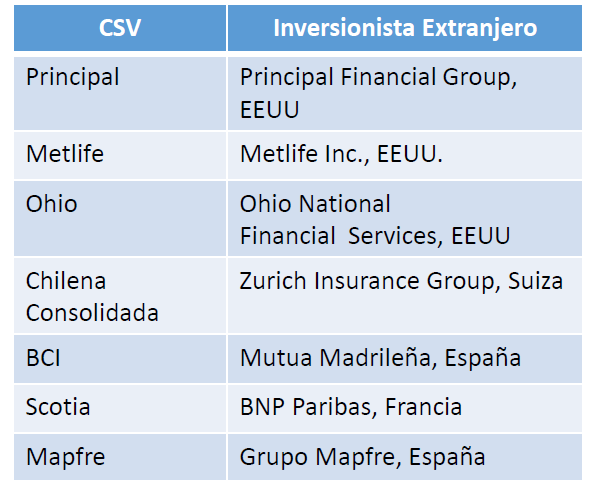 CSV Inversionista Extranjero
Principal Principal Financial Group,
EEUU
Metlife Metlife Inc., EEUU.
Ohio Ohio National
Financial Services, EEUU
Chilena Zurich Insurance Group, Suiza
Consolidada
BCI Mutua Madrileña, España
Scotia BNP Paribas, Francia
Mapfre Grupo Mapfre, España